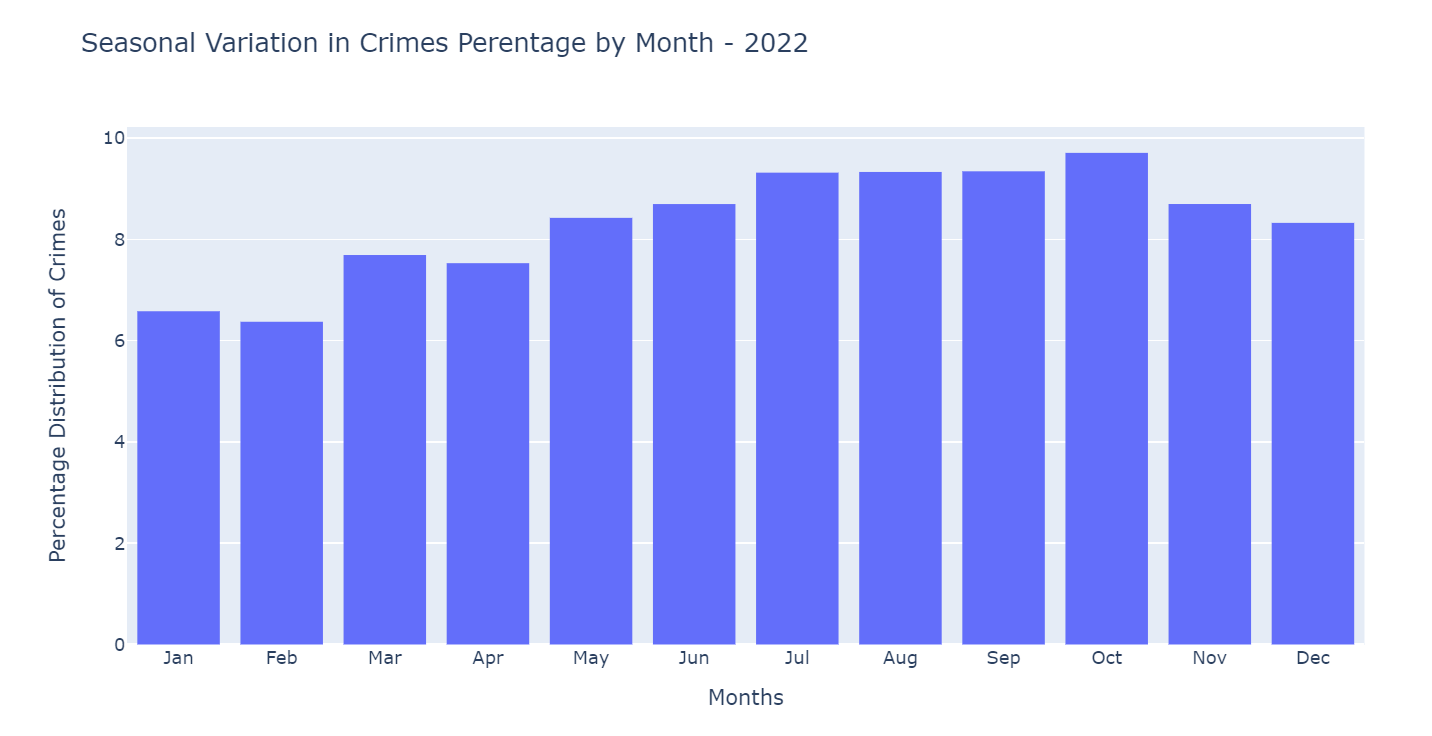 Seasonal Variation in Crimes Perentage by Month - 2022
Percentage Distribution of Crimes
10
8
6
4
2
0
Jan Feb Mar Apr May Jun Jul Aug Sep Oct Nov Dec
Months